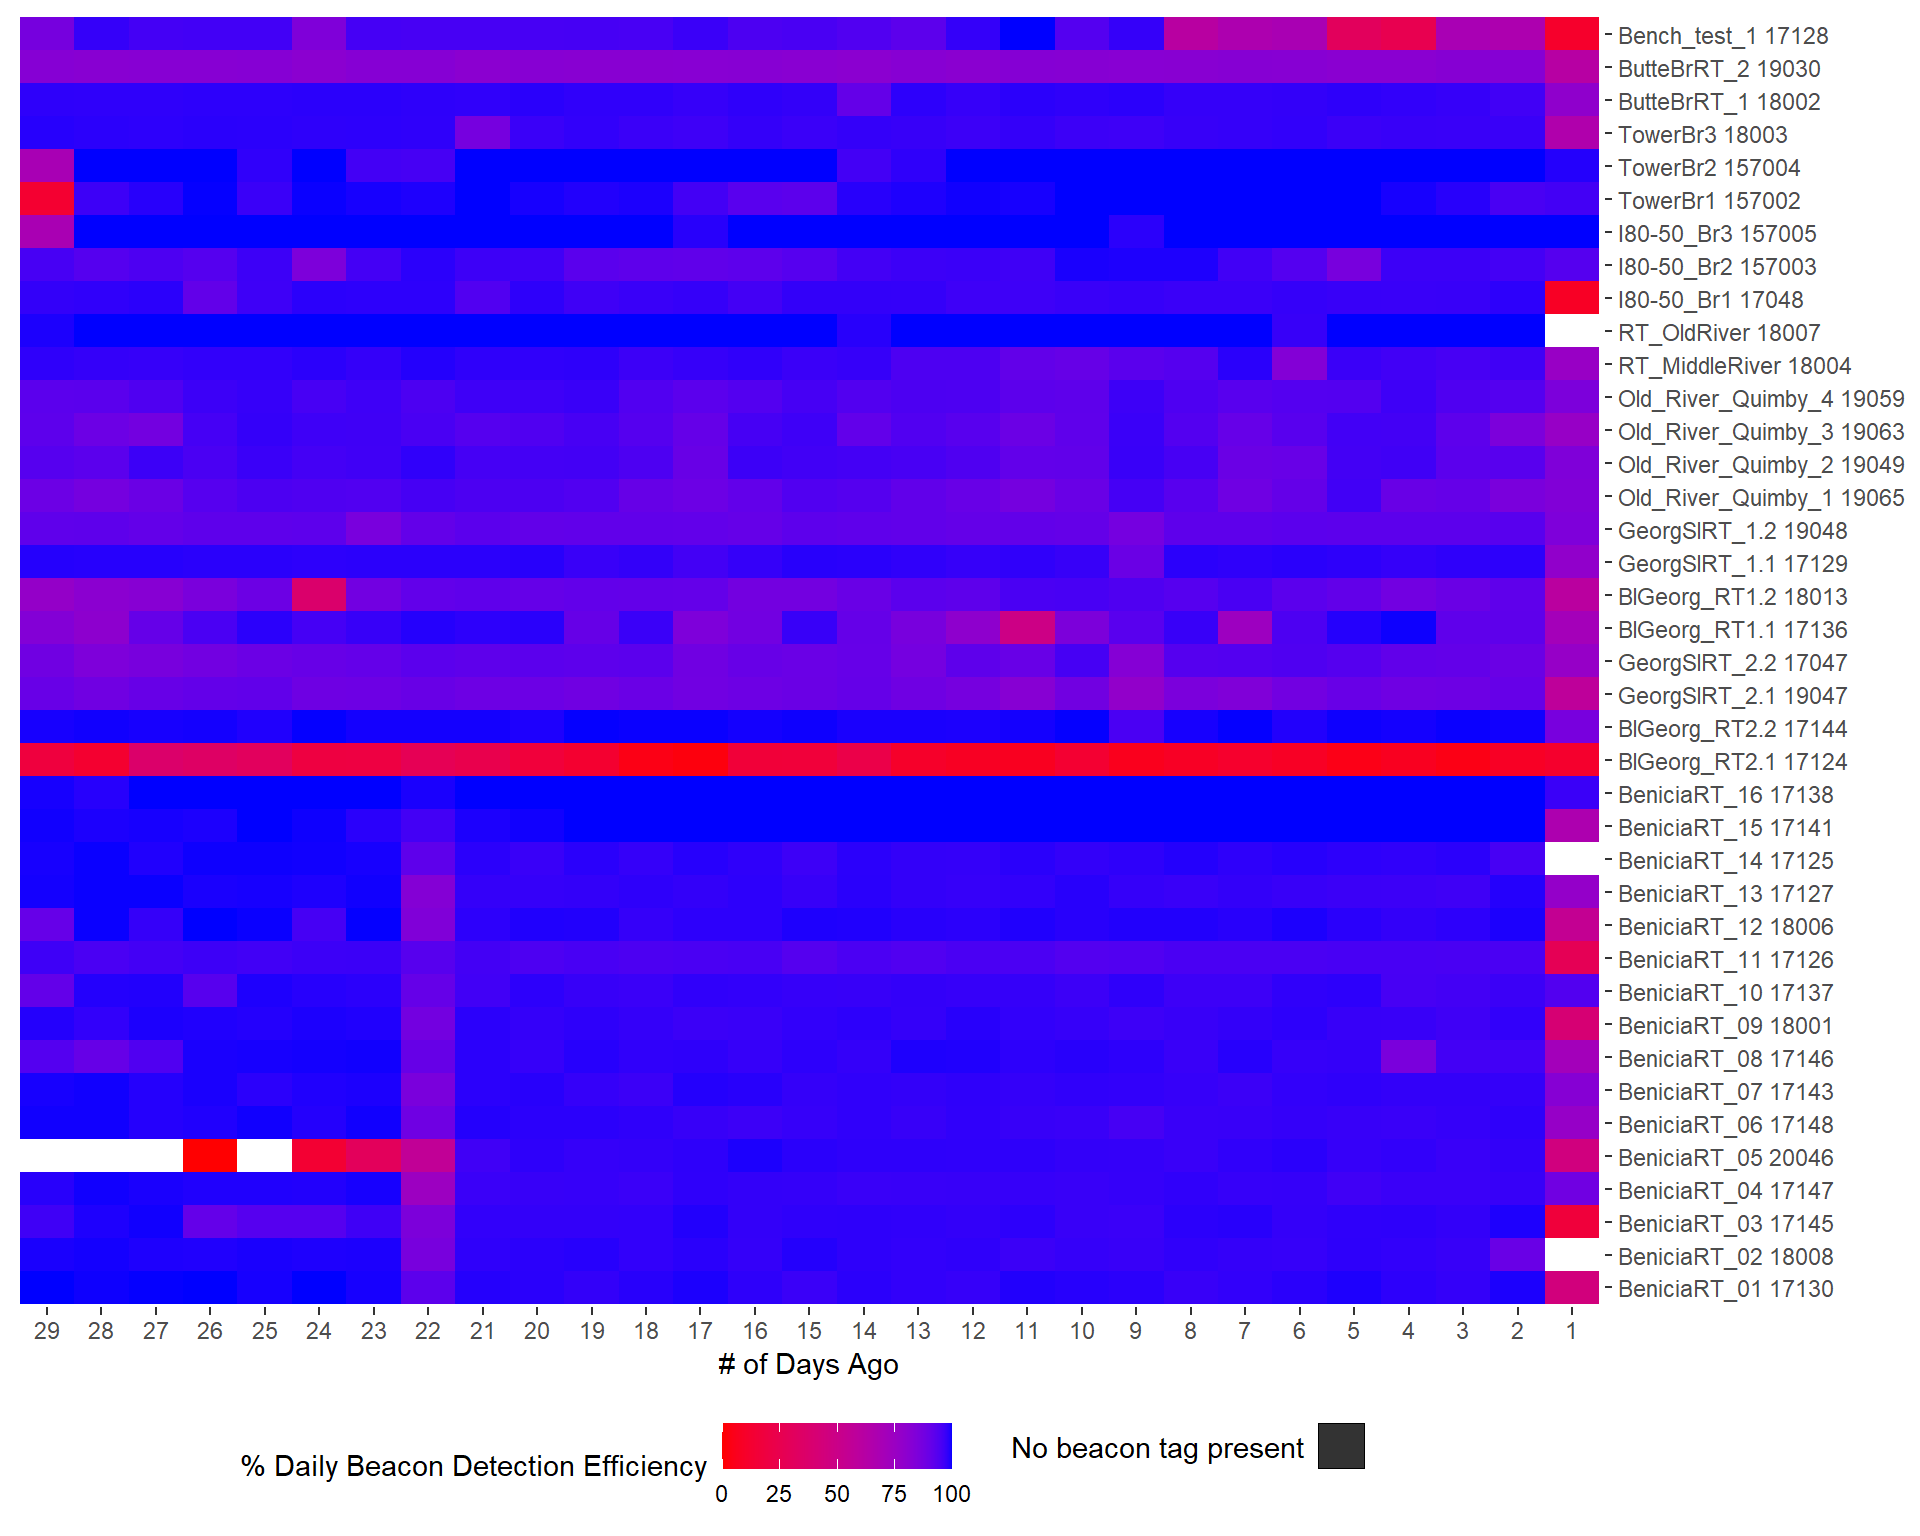 Bench_test_1 17128
ButteBrRT_2 19030
ButteBrRT_1 18002
TowerBr3 18003
TowerBr2 157004
TowerBr1 157002
I80-50_Br3 157005
I80-50_Br2 157003
I80-50_Br1 17048
RT_OldRiver 18007
RT_MiddleRiver 18004
Old_River_Quimby_4 19059
Old_River_Quimby_3 19063
Old_River_Quimby_2 19049
Old_River_Quimby_1 19065
GeorgSlRT_1.2 19048
GeorgSlRT_1.1 17129
BlGeorg_RT1.2 18013
BlGeorg_RT1.1 17136
GeorgSlRT_2.2 17047
GeorgSlRT_2.1 19047
BlGeorg_RT2.2 17144
BlGeorg_RT2.1 17124
BeniciaRT_16 17138
BeniciaRT_15 17141
BeniciaRT_14 17125
BeniciaRT_13 17127
BeniciaRT_12 18006
BeniciaRT_11 17126
BeniciaRT_10 17137
BeniciaRT_09 18001
BeniciaRT_08 17146
BeniciaRT_07 17143
BeniciaRT_06 17148
BeniciaRT_05 20046
BeniciaRT_04 17147
BeniciaRT_03 17145
BeniciaRT_02 18008
BeniciaRT_01 17130
29 28 27 26 25 24 23 22 21 20 19 18 17 16 15 14 13 12 11 10 9 8 7 6 5 4 3 2 1
# of Days Ago
% Daily Beacon Detection Efficiency
0 25 50 75 100
No beacon tag present